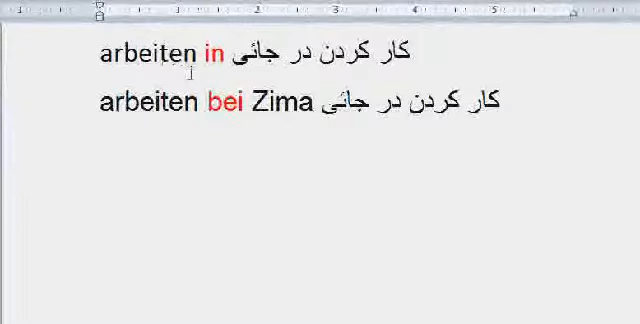 arbeiten in کار کردن در جائی
arbeiten bei Zima کار کردن در جائی